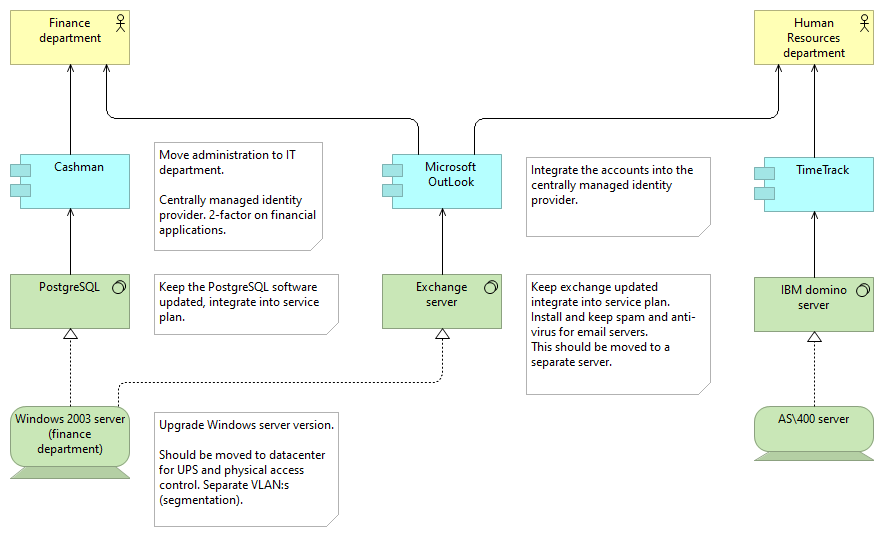 Finance
department
Human
Resources
department
Cashman
Move administration to IT
department.
Centrally managed identity
provider. 2-factor on financial
applications.
Microsoft
OutLook
Integrate the accounts into the
centrally managed identity
provider.
TimeTrack
PostgreSQL
Keep the PostgreSQL software
updated, integrate into service
plan.
Exchange
server
Keep exchange updated
integrate into service plan.
Install and keep spam and anti-
virus for email servers.
This should be moved to a
separate server.
IBM domino
server
Windows 2003 server
(finance
department)
Upgrade Windows server version.
Should be moved to datacenter
for UPS and physical access
control. Separate VLAN:s
(segmentation).
AS\400 server